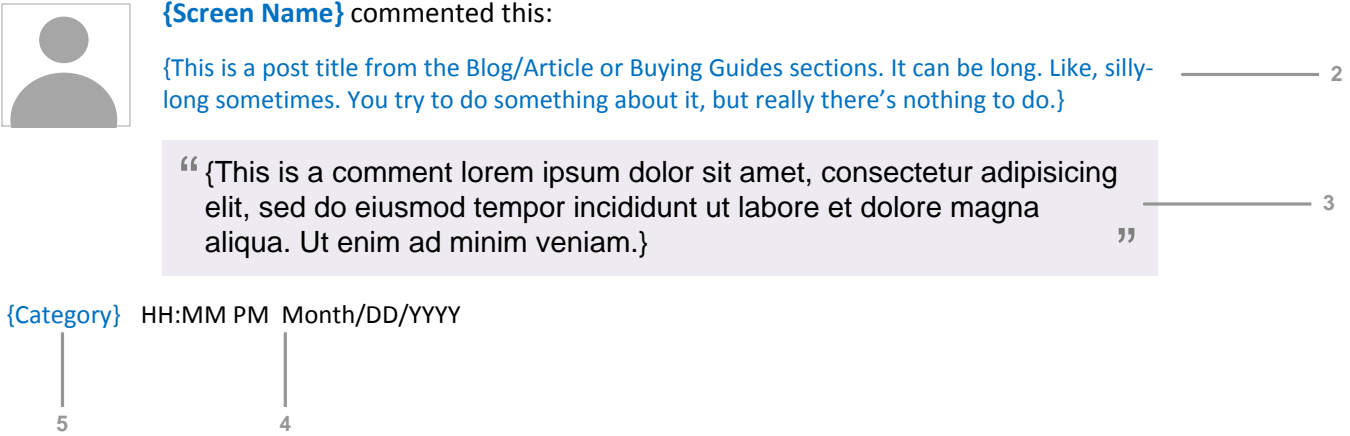 {Screen Name} commented this:
{This is a post title from the Blog/Article or Buying Guides sections. It can be long. Like, silly-
long sometimes. You try to do something about it, but really there’s nothing to do.}
2
“ {This is a comment lorem ipsum dolor sit amet, consectetur adipisicing
elit, sed do eiusmod tempor incididunt ut labore et dolore magna
aliqua. Ut enim ad minim veniam.} ”
3
{Category} HH:MM PM Month/DD/YYYY
5 4